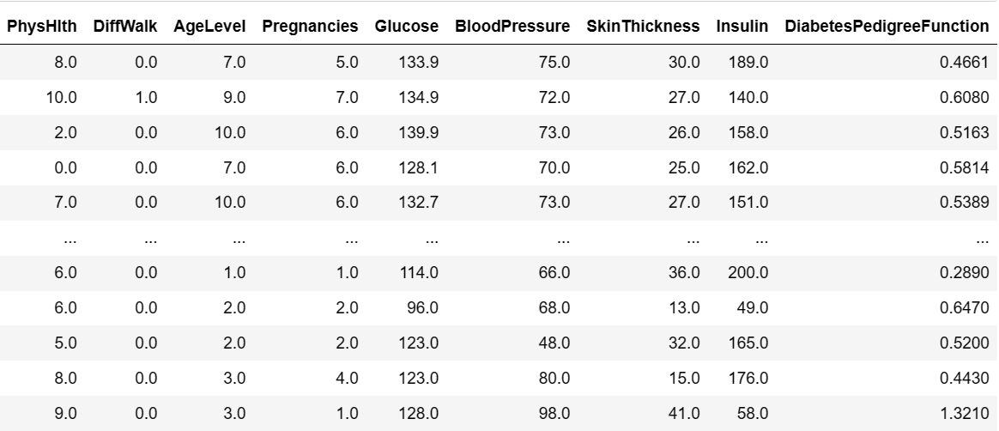 PhysHlth DiffWalk AgeLevel Pregnancies Glucose BloodPressure SkinThickness Insulin DiabetesPedigreeFunction
8.0 0.0 7.0 5.0 133.9 75.0 30.0 189.0 0.4661
10.0 1.0 9.0 7.0 134.9 72.0 27.0 140.0 0.6080
2.0 0.0 10.0 6.0 139.9 73.0 26.0 158.0 0.5163
0.0 0.0 7.0 6.0 128.1 70.0 25.0 162.0 0.5814
7.0 0.0 10.0 6.0 132.7 73.0 27.0 151.0 0.5389
... ... ... ... ... ... ... ... ...
6.0 0.0 1.0 1.0 114.0 66.0 36.0 200.0 0.2890
6.0 0.0 2.0 2.0 96.0 68.0 13.0 49.0 0.6470
5.0 0.0 2.0 2.0 123.0 48.0 32.0 165.0 0.5200
8.0 0.0 3.0 4.0 123.0 80.0 15.0 176.0 0.4430
9.0 0.0 3.0 1.0 128.0 98.0 41.0 58.0 1.3210